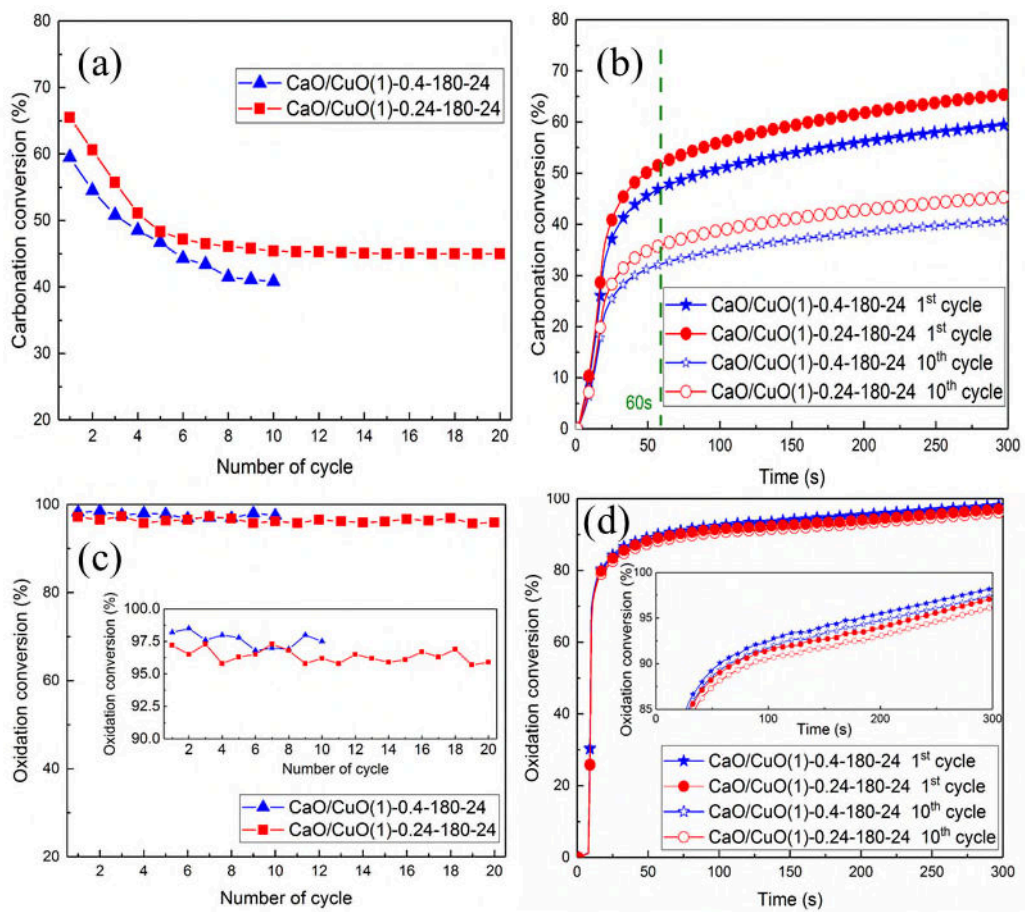 (a)
CaO/CuO(1)-0.4-180-24
CaO/CuO(1)-0.24-180-24
80
70
60
50
40
30
20
Carbonation conversion (%)
2 4 6 8 10 12 14 16 18 20
Number of cycle
(b)
80
70
60
50
40
30
20
10
0
Carbonation conversion (%)
60s
CaO/CuO(1)-0.4-180-24 1st cycle
CaO/CuO(1)-0.24-180-24 1st cycle
CaO/CuO(1)-0.4-180-24 10th cycle
CaO/CuO(1)-0.24-180-24 10th cycle
0 50 100 150 200 250 300
Time (s)
(c)
100
80
60
40
20
Oxidation conversion (%)
100.0
97.5
95.0
92.5
90.0
Oxidation conversion (%)
0 2 4 6 8 10 12 14 16 18 20
Number of cycle
CaO/CuO(1)-0.4-180-24
CaO/CuO(1)-0.24-180-24
2 4 6 8 10 12 14 16 18 20
Number of cycle
(d)
100
80
60
40
20
0
Oxidation conversion (%)
100
95
90
85
Oxidation conversion (%)
0 100 200 300
Time (s)
CaO/CuO(1)-0.4-180-24 1st cycle
CaO/CuO(1)-0.24-180-24 1st cycle
CaO/CuO(1)-0.4-180-24 10th cycle
CaO/CuO(1)-0.24-180-24 10th cycle
0 50 100 150 200 250 300
Time (s)